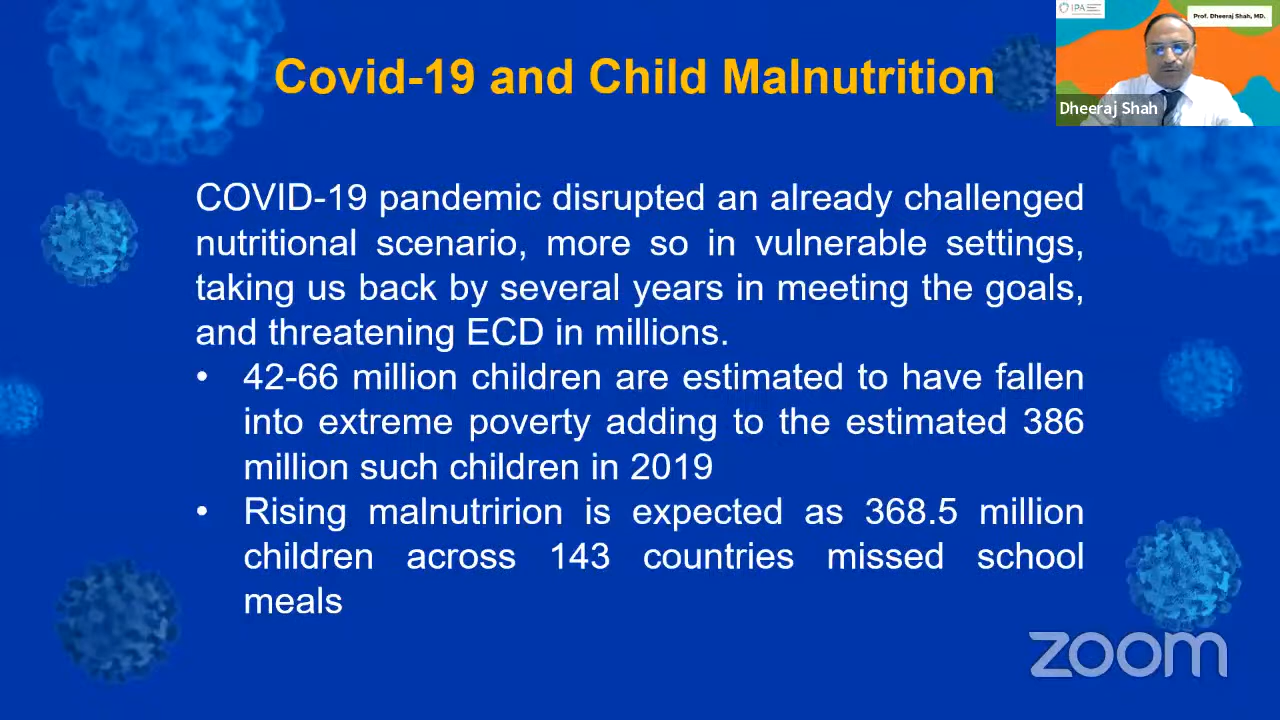 Covid-19 and Child Malnutrition
IPA
Prof. Dheeraj Shah, MD.
Dheeraj Shah
COVID-19 pandemic disrupted an already challenged
nutritional scenario, more so in vulnerable settings,
taking us back by several years in meeting the goals,
and threatening ECD in millions.
• 42-66 million children are estimated to have fallen
into extreme poverty adding to the estimated 386
million such children in 2019
• Rising malnutririon is expected as 368.5 million
children across 143 countries missed school
meals
zoom